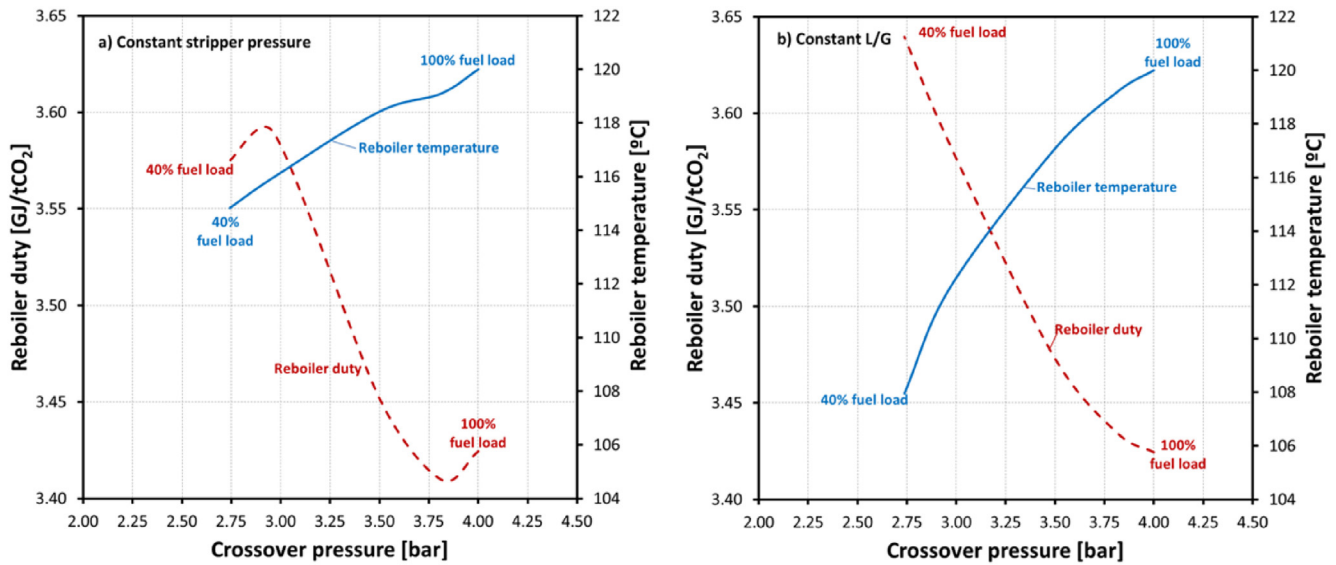 a) Constant stripper pressure
Reboiler duty [GJ/tCO₂]
3.65
3.60
3.55
3.50
3.45
3.40
100% fuel load
Reboiler temperature
40% fuel load
40%
fuel load
Reboiler duty
100%
fuel load
122
120
118
116
114
112
110
108
106
104
Reboiler temperature [ºC]
2.00 2.25 2.50 2.75 3.00 3.25 3.50 3.75 4.00 4.25 4.50
Crossover pressure [bar]
b) Constant L/G
Reboiler duty [GJ/tCO₂]
3.65
3.60
3.55
3.50
3.45
3.40
40% fuel load
100%
fuel load
Reboiler temperature
Reboiler duty
40% fuel load
100%
fuel load
122
120
118
116
114
112
110
108
106
104
Reboiler temperature [ºC]
2.00 2.25 2.50 2.75 3.00 3.25 3.50 3.75 4.00 4.25 4.50
Crossover pressure [bar]